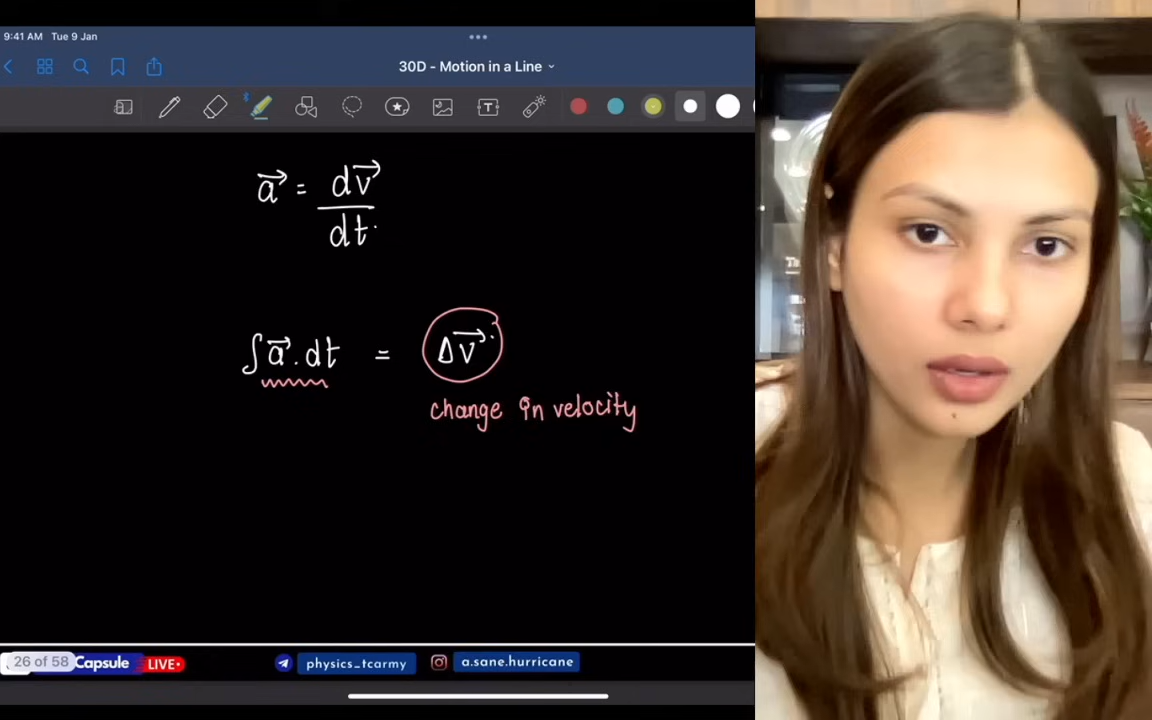 9:41 AM Tue 9 Jan
30D - Motion in a Line
a⃗ = dv⃗/dt
∫a⃗.dt = Δv⃗
change in velocity
26 of 58 Capsule LIVE physics_tcarmy a.sane.hurricane